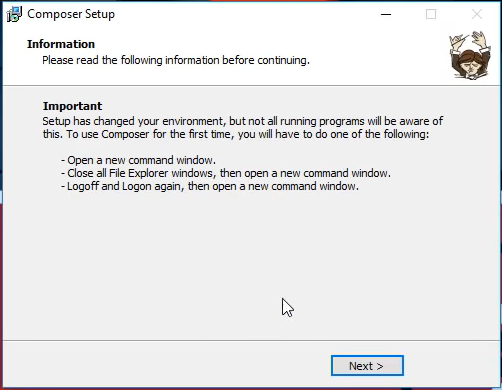 Composer Setup
Information
Please read the following information before continuing.
Important
Setup has changed your environment, but not all running programs will be aware of
this. To use Composer for the first time, you will have to do one of the following:
- Open a new command window.
- Close all File Explorer windows, then open a new command window.
- Logoff and Logon again, then open a new command window.
Next >